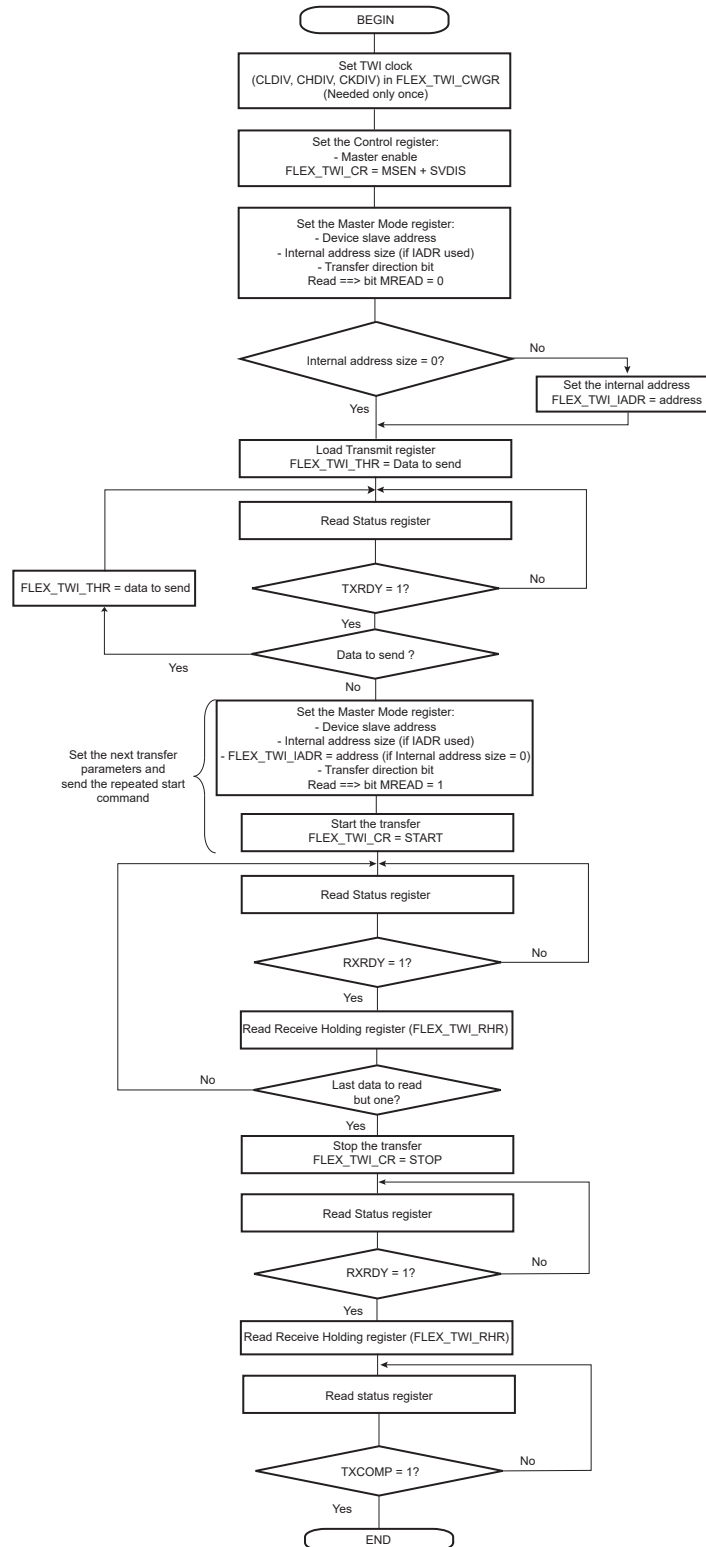 BEGIN
Set TWI clock
(CLDIV, CHDIV, CKDIV) in FLEX_TWI_CWGR
(Needed only once)
Set the Control register:
- Master enable
FLEX_TWI_CR = MSEN + SVDIS
Set the Master Mode register:
- Device slave address
- Internal address size (if IADR used)
- Transfer direction bit
Read ==> bit MREAD = 0
Internal address size = 0?
No
Set the internal address
FLEX_TWI_IADR = address
Yes
Load Transmit register
FLEX_TWI_THR = Data to send
Read Status register
FLEX_TWI_THR = data to send
TXRDY = 1?
No
Yes
Data to send ?
Yes
No
Set the next transfer
parameters and
send the repeated start
command
Set the Master Mode register:
- Device slave address
- Internal address size (if IADR used)
- FLEX_TWI_IADR = address (if Internal address size = 0)
- Transfer direction bit
Read ==> bit MREAD = 1
Start the transfer
FLEX_TWI_CR = START
Read Status register
RXRDY = 1?
No
Yes
Read Receive Holding register (FLEX_TWI_RHR)
No
Last data to read
but one?
Yes
Stop the transfer
FLEX_TWI_CR = STOP
Read Status register
RXRDY = 1?
No
Yes
Read Receive Holding register (FLEX_TWI_RHR)
Read status register
TXCOMP = 1?
No
Yes
END